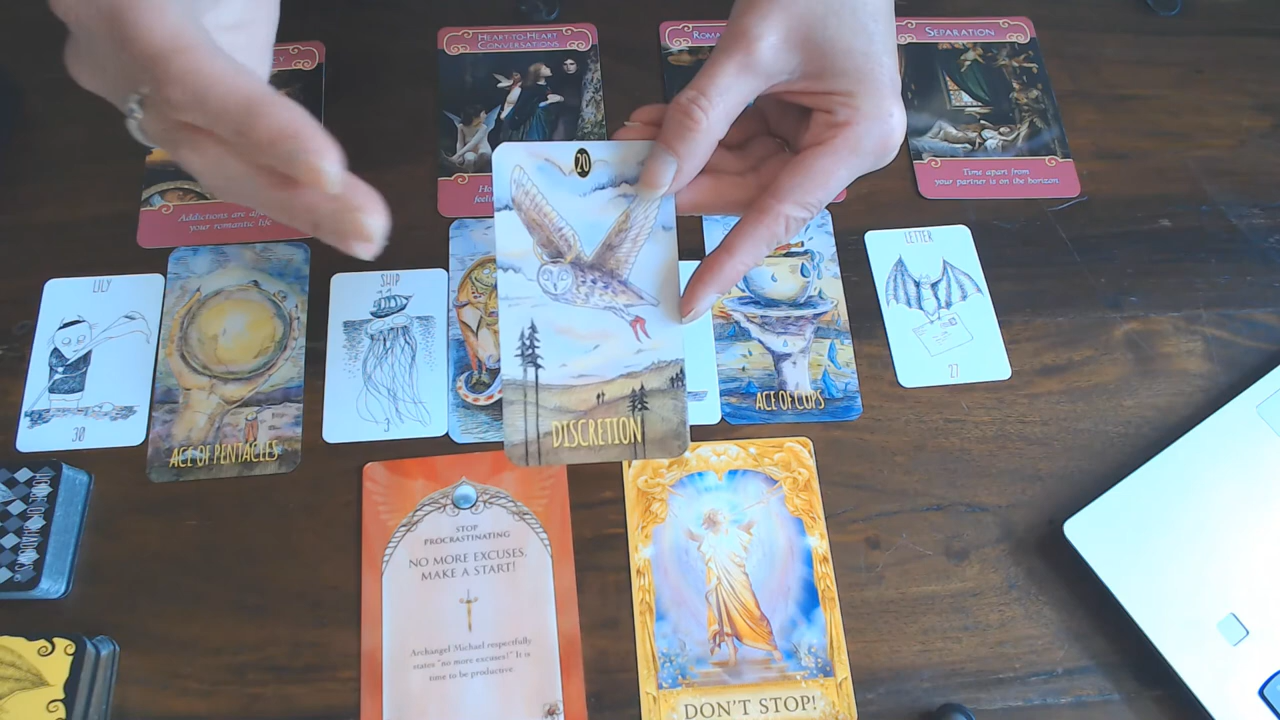 HEART-TO-HEART
CONVERSATIONS
SEPARATION
Addictions are
your romantic life
Time apart from
your partner is on the horizon.
20
DISCRETION
LILY
30
ACE OF PENTACLES
SHIP
3
ACE OF CUPS
LETTER
27
STOP
PROCRASTINATING
NO MORE EXCUSES,
MAKE A START!
Archangel Michael respectfully
states "no more excuses!" It is
time to be productive.
DON'T STOP!